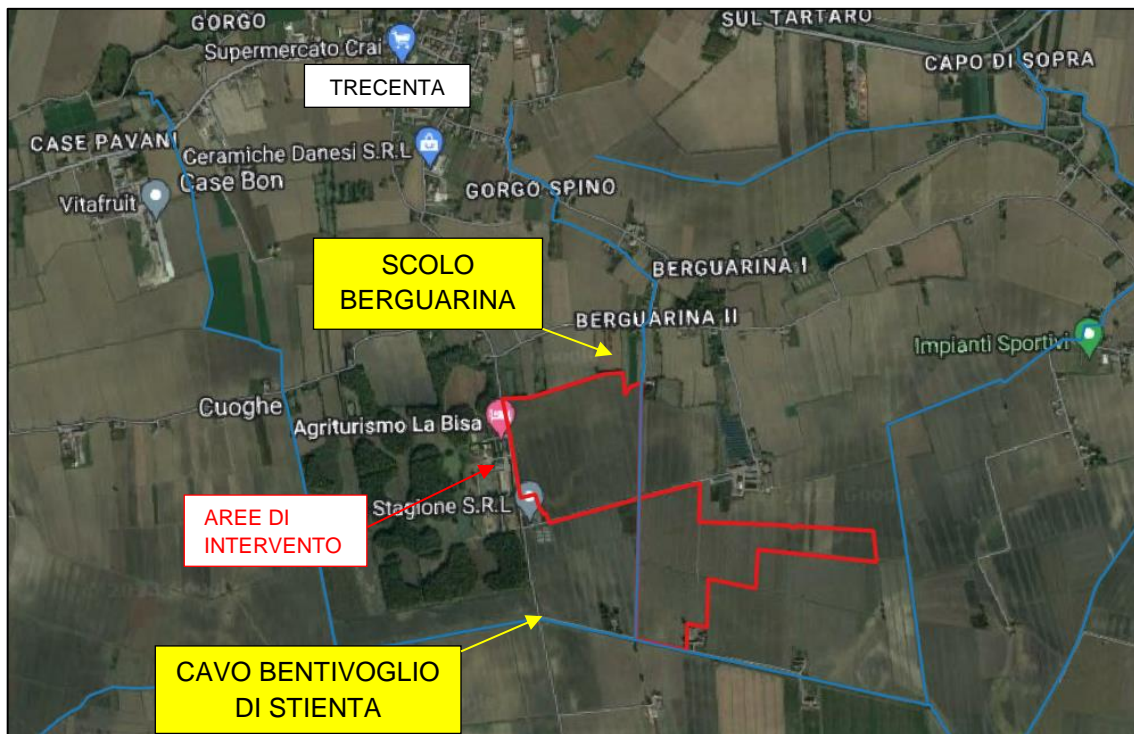 GORGO
SUL TARTARO
Supermercato Crai
CAPO DI SOPRA
TRECENTA
CASE PAVANI
Ceramiche Danesi S.R.L
Case Bon
GORGO SPINO
Vitafruit
SCOLO
BERGUARINA
BERGUARINA I
BERGUARINA II
Impianti Sportivi
Cuoghe
Agriturismo La Bisa
Stagione S.R.L
AREE DI
INTERVENTO
CAVO BENTIVOGLIO
DI STIENTA